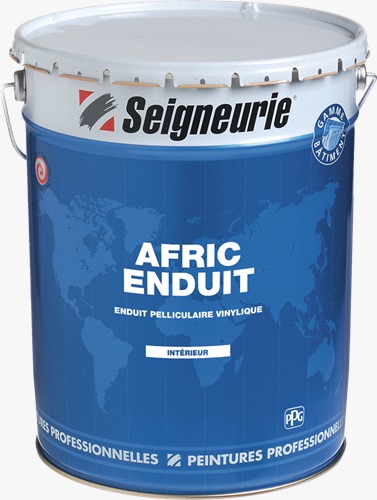 Seigneurie
GAMME
BÂTIMENT
AFRIC
ENDUIT
ENDUIT PELLICULAIRE VINYLIQUE
INTÉRIEUR
PPG
URES PROFESSIONNELLES PEINTURES PROFESSIONNEL